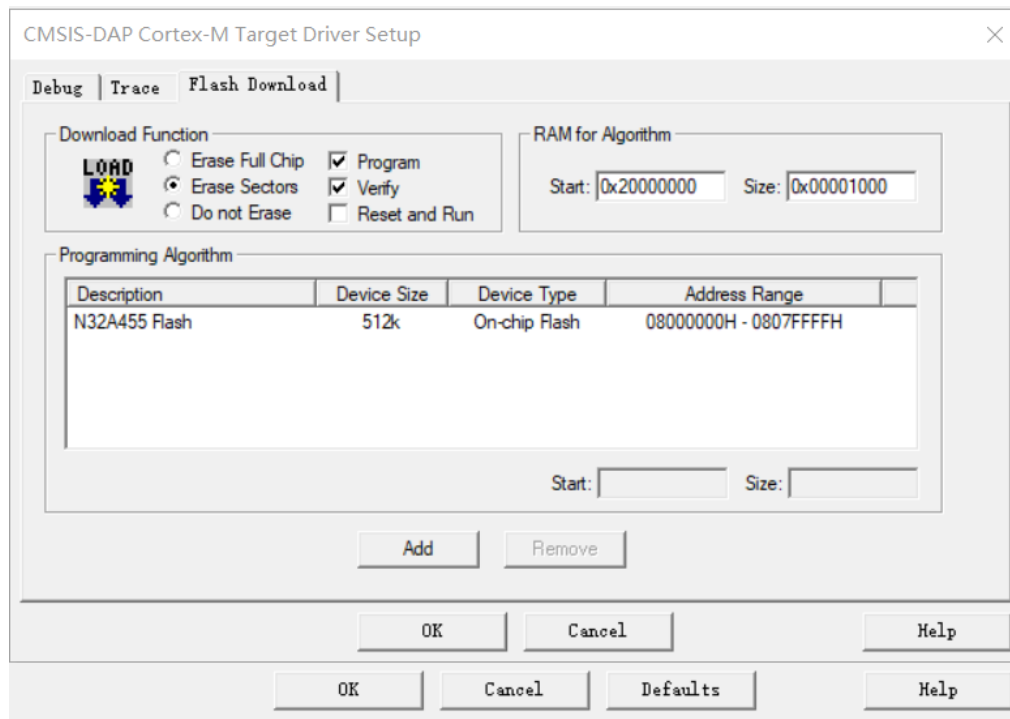 CMSIS-DAP Cortex-M Target Driver Setup
Debug Trace Flash Download
Download Function
LOAD
Erase Full Chip
Erase Sectors
Do not Erase
Program
Verify
Reset and Run
RAM for Algorithm
Start: 0x20000000 Size: 0x00001000
Programming Algorithm
Description Device Size Device Type Address Range
N32A455 Flash 512k On-chip Flash 08000000H - 0807FFFFH
Start: Size:
Add Remove
OK Cancel Help
OK Cancel Defaults Help